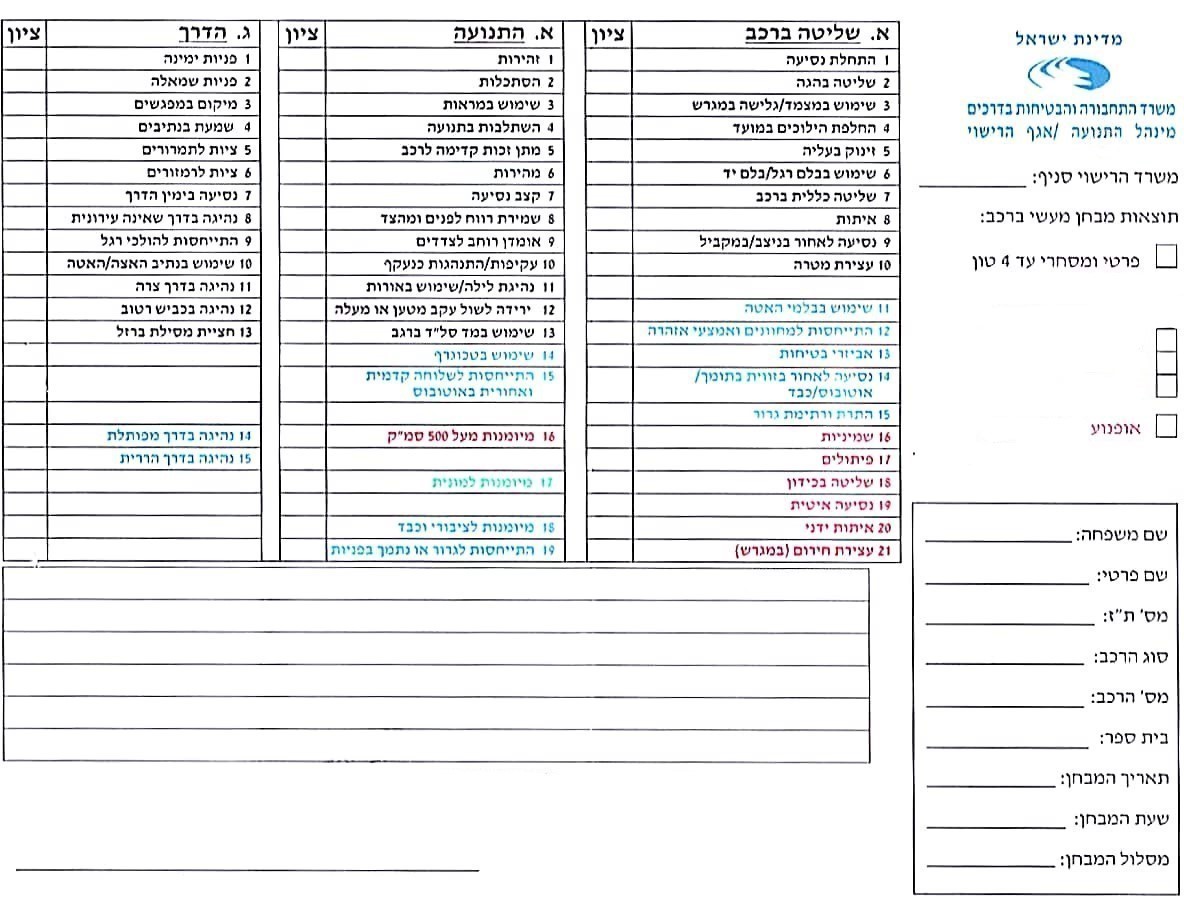 מדינת ישראל
משרד התחבורה והבטיחות בדרכים
מינהל התנועה /אגף הרישוי
משרד הרישוי סניף:
תוצאות מבחן מעשי ברכב:
פרטי ומסחרי עד 4 טון
אופנוע
שם משפחה:
שם פרטי:
מס' ת"ז:
סוג הרכב:
מס' הרכב:
בית ספר:
תאריך המבחן:
שעת המבחן:
מסלול המבחן:
א. שליטה ברכב ציון
1 התחלת נסיעה
2 שליטה בהגה
3 שימוש במצמד/גלישה במגרש
4 החלפת הילוכים במועד
5 זינוק בעליה
6 שימוש בבלם רגל/בלם יד
7 שליטה כללית ברכב
8 איתות
9 נסיעה לאחור בניצב/במקביל
10 עצירת מטרה
11 שימוש בבלמי האטה
12 התייחסות למחוונים ואמצעי אזהרה
13 אביזרי בטיחות
14 נסיעה לאחור בזווית בתומך/
אוטובוס/כבד
15 התרת ורתימת גרור
16 שמיניות
17 פיתולים
18 שליטה בכידון
19 נסיעה איטית
20 איתות ידני
21 עצירת חירום (במגרש)
א. התנועה ציון
1 זהירות
2 הסתכלות
3 שימוש במראות
4 השתלבות בתנועה
5 מתן זכות קדימה לרכב
6 מהירות
7 קצב נסיעה
8 שמירת רווח לפנים ומהצד
9 אומדן רוחב לצדדים
10 עקיפות/התנהגות כנעקף
11 נהיגת לילה/שימוש באורות
12 ירידה לשול עקב מטען או מעלה
13 שימוש במד סל"ד ברגב
14 שימוש בטכוגרף
15 התייחסות לשלוחה קדמית
ואחורית באוטובוס
16 מיומנות מעל 500 סמ"ק
17 מיומנות למונית
18 מיומנות לציבורי וכבד
19 התייחסות לגרור או נתמך בפניות
ג. הדרך ציון
1 פניות ימינה
2 פניות שמאלה
3 מיקום במפגשים
4 שמעת בנתיבים
5 ציות לתמרורים
6 ציות לרמזורים
7 נסיעה בימין הדרך
8 נהיגה בדרך שאינה עירונית
9 התייחסות להולכי רגל
10 שימוש בנתיב האצה/האטה
11 נהיגה בדרך צרה
12 נהיגה בכביש רטוב
13 חציית מסילת ברזל
14 נהיגה בדרך מפותלת
15 נהיגה בדרך הררית